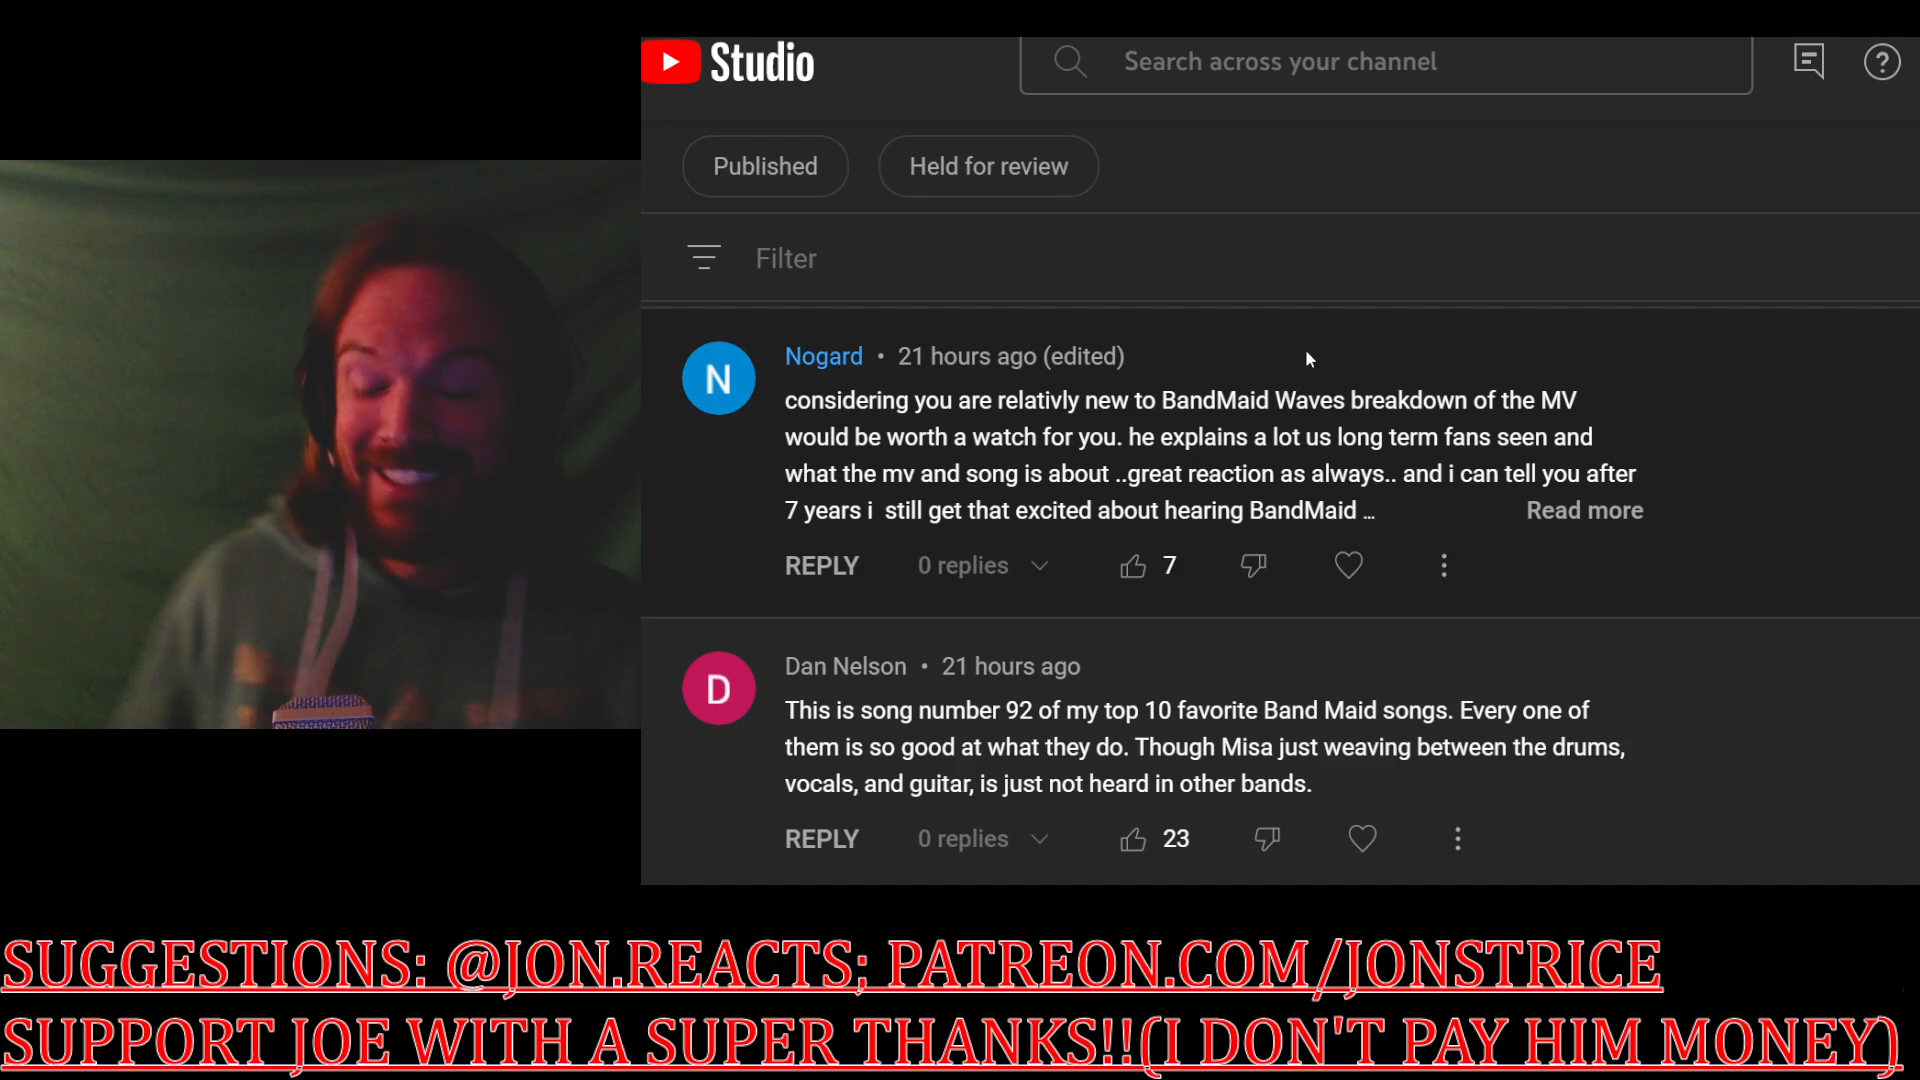 Studio
Search across your channel
Published
Held for review
Filter
N
Nogard • 21 hours ago (edited)
considering you are relativly new to BandMaid Waves breakdown of the MV
would be worth a watch for you. he explains a lot us long term fans seen and
what the mv and song is about ..great reaction as always.. and i can tell you after
7 years i still get that excited about hearing BandMaid ...
Read more
REPLY 0 replies 7
D
Dan Nelson • 21 hours ago
This is song number 92 of my top 10 favorite Band Maid songs. Every one of
them is so good at what they do. Though Misa just weaving between the drums,
vocals, and guitar, is just not heard in other bands.
REPLY 0 replies 23
SUGGESTIONS: @JON.REACTS; PATREON.COM/JONSTRICE
SUPPORT JOE WITH A SUPER THANKS!!(I DON'T PAY HIM MONEY)